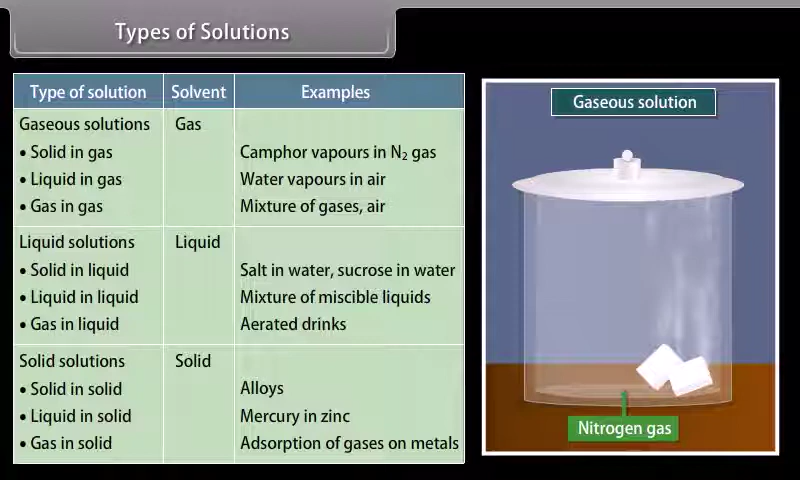 Types of Solutions
Type of solution Solvent Examples
Gaseous solutions Gas
• Solid in gas Camphor vapours in N₂ gas
• Liquid in gas Water vapours in air
• Gas in gas Mixture of gases, air
Liquid solutions Liquid
• Solid in liquid Salt in water, sucrose in water
• Liquid in liquid Mixture of miscible liquids
• Gas in liquid Aerated drinks
Solid solutions Solid
• Solid in solid Alloys
• Liquid in solid Mercury in zinc
• Gas in solid Adsorption of gases on metals
Gaseous solution
Nitrogen gas